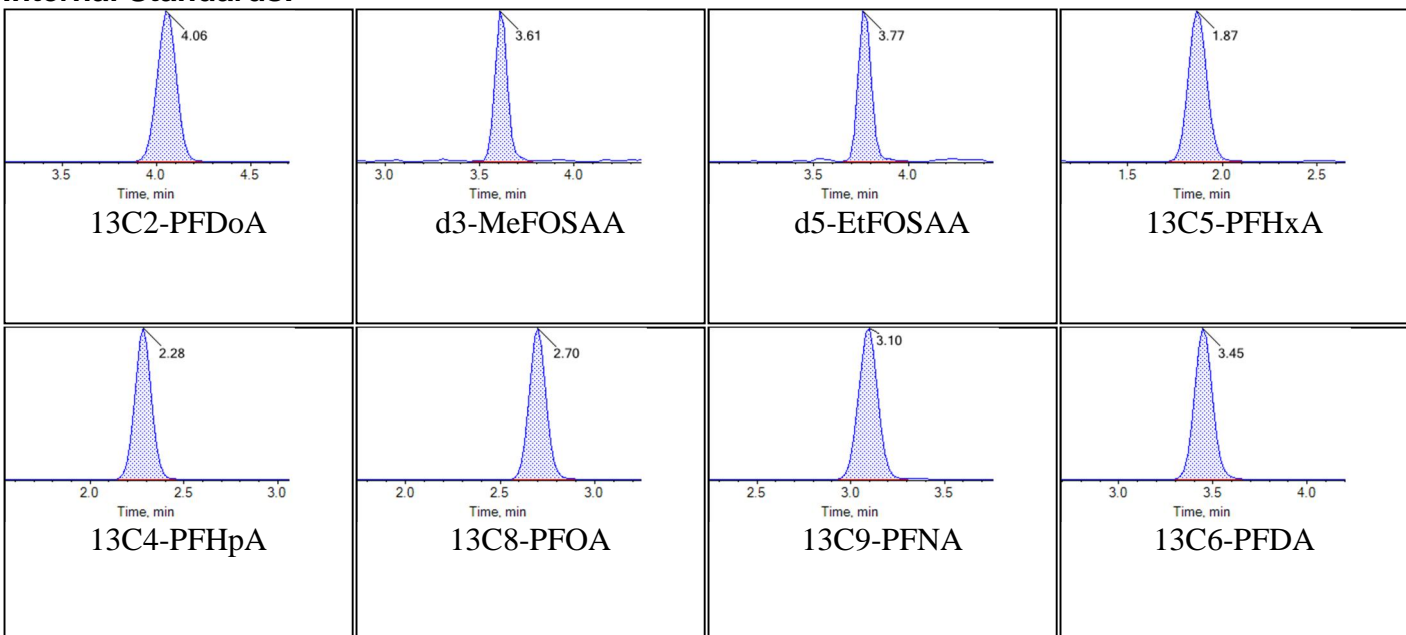 Internal Standards:
4.06
3.61
3.77
1.87
3.5 4.0 4.5
3.0 3.5 4.0
3.5 4.0
1.5 2.0 2.5
Time, min
Time, min
Time, min
Time, min
13C2-PFDoA
d3-MeFOSAA
d5-EtFOSAA
13C5-PFHxA
2.28
2.70
3.10
3.45
2.0 2.5 3.0
2.0 2.5 3.0
2.5 3.0 3.5
3.0 3.5 4.0
Time, min
Time, min
Time, min
Time, min
13C4-PFHpA
13C8-PFOA
13C9-PFNA
13C6-PFDA